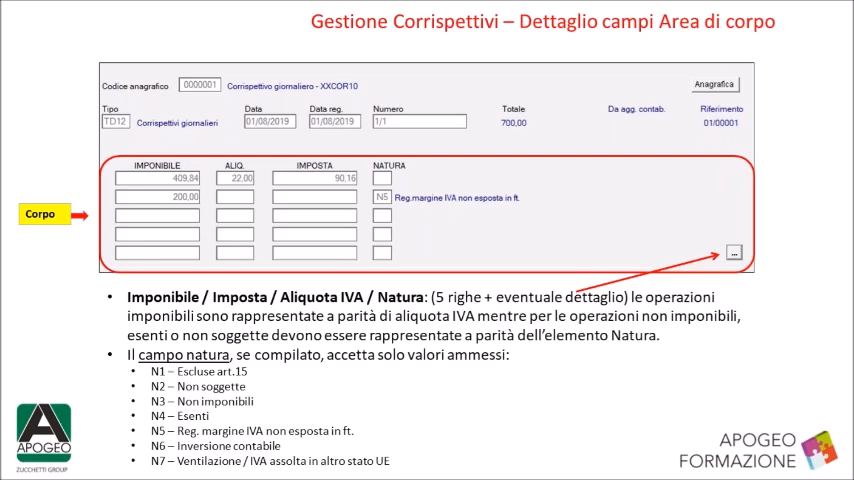 Gestione Corrispettivi – Dettaglio campi Area di corpo
Codice anagrafico 0000001 Corrispettivo giornaliero - XXCOR10 Anagrafica
Tipo Data Data reg. Numero Totale Da agg. contab. Riferimento
TD12 Corrispettivi giornalieri 01/08/2019 01/08/2019 1/1 700,00 01/00001
IMPONIBILE ALIQ. IMPOSTA NATURA
409,84 22,00 90,16
200,00 N5 Reg.margine IVA non esposta in ft.
Corpo
...
• Imponibile / Imposta / Aliquota IVA / Natura: (5 righe + eventuale dettaglio) le operazioni
imponibili sono rappresentate a parità di aliquota IVA mentre per le operazioni non imponibili,
esenti o non soggette devono essere rappresentate a parità dell’elemento Natura.
• Il campo natura, se compilato, accetta solo valori ammessi:
• N1 – Escluse art.15
• N2 – Non soggette
• N3 – Non imponibili
• N4 – Esenti
• N5 – Reg. margine IVA non esposta in ft.
• N6 – Inversione contabile
• N7 – Ventilazione / IVA assolta in altro stato UE
APOGEO
ZUCCHETTI GROUP
APOGEO
FORMAZIONE